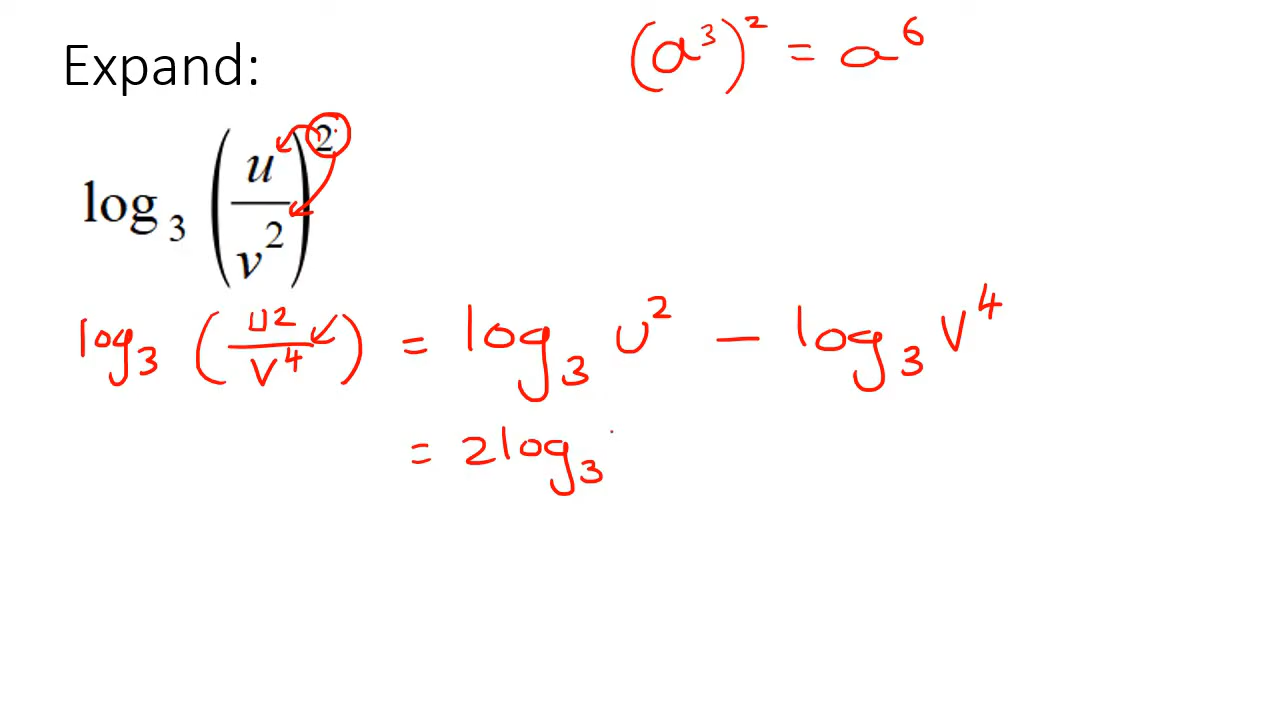 Expand:
(a³)² = a⁶
log₃ (u/v²)²
log₃ (u2/v⁴) = log₃ u² − log₃ v⁴
= 2log₃